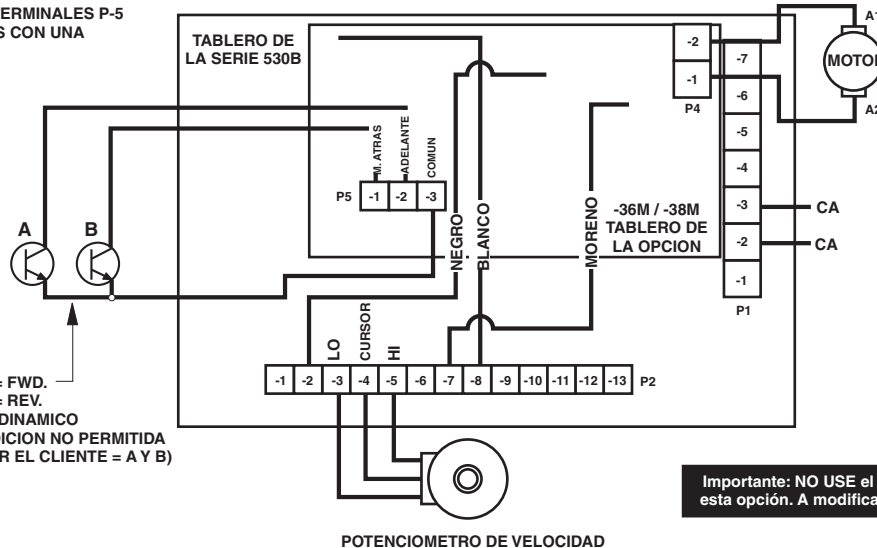 TERMINALES P-5
S CON UNA
TABLERO DE
LA SERIE 530B
-2
-1
P4
-7
-6
-5
-4
-3
-2
-1
P1
A1
MOTOR
A2
CA
CA
M. ATRAS
ADELANTE
COMUN
P5
-1
-2
-3
NEGRO
BLANCO
MORENO
-36M / -38M
TABLERO DE
LA OPCION
A
B
LO
CURSOR
HI
-1
-2
-3
-4
-5
-6
-7
-8
-9
-10
-11
-12
-13
P2
= FWD.
= REV.
DINAMICO
DICION NO PERMITIDA
R EL CLIENTE = A Y B)
Importante: NO USE el
esta opción. A modifica
POTENCIOMETRO DE VELOCIDAD